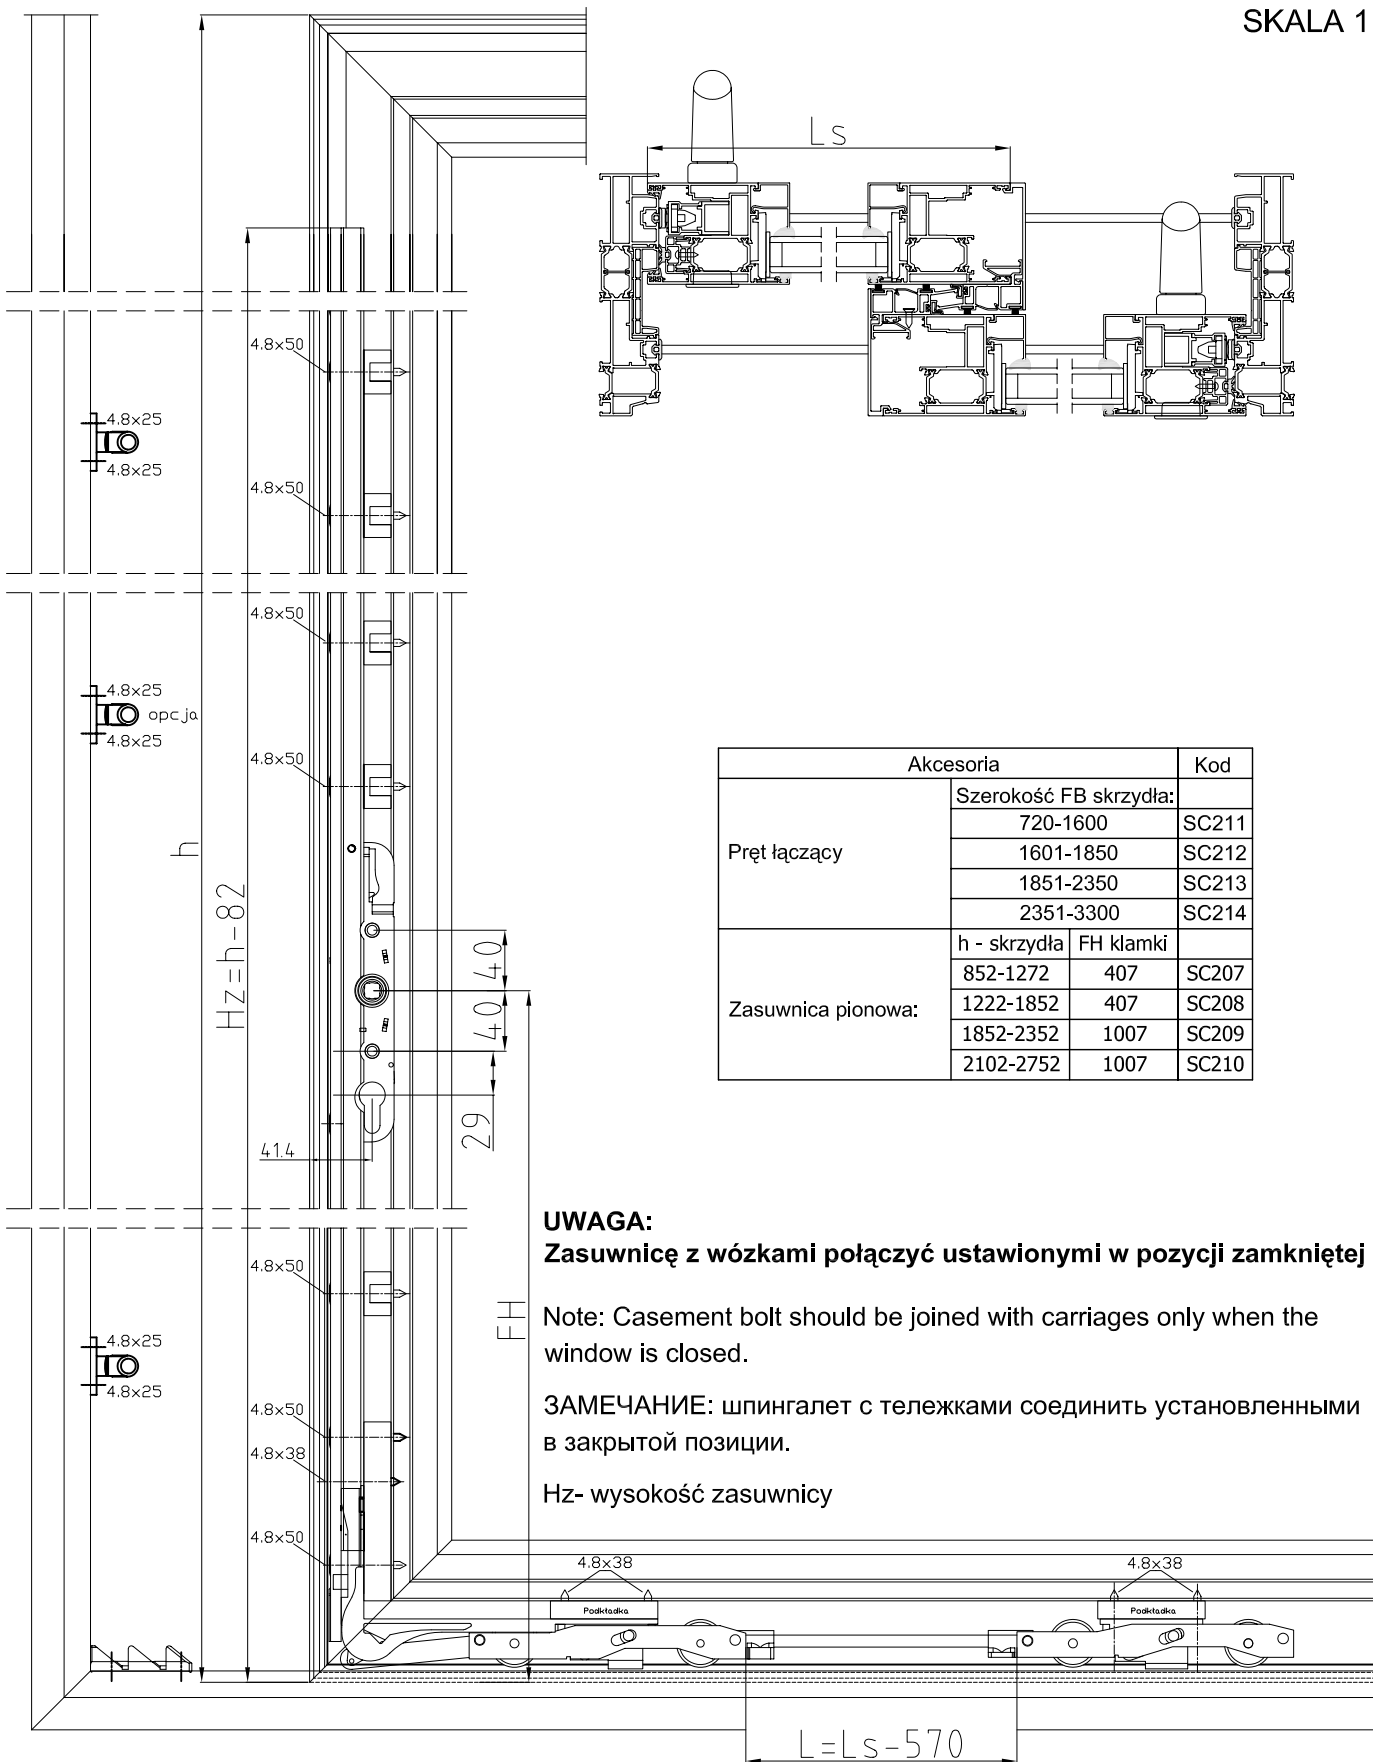 SKALA 1
Ls
4.8x50
4.8x25
4.8x25
4.8x50
4.8x50
4.8x25
opcja
4.8x25
4.8x50
h
Hz=h-82
40
40
29
41.4
Akcesoria Kod
Szerokość FB skrzydła:
Pręt łączący
720-1600 SC211
1601-1850 SC212
1851-2350 SC213
2351-3300 SC214
h - skrzydła FH klamki
Zasuwnica pionowa:
852-1272 407 SC207
1222-1852 407 SC208
1852-2352 1007 SC209
2102-2752 1007 SC210
UWAGA:
Zasuwnicę z wózkami połączyć ustawionymi w pozycji zamkniętej
4.8x50
FH
Note: Casement bolt should be joined with carriages only when the
window is closed.
4.8x25
4.8x25
ЗАМЕЧАНИЕ: шпингалет с тележками соединить установленными
в закрытой позиции.
4.8x50
4.8x38
Hz- wysokość zasuwnicy
4.8x50
4.8x38
4.8x38
Podkładka
Podkładka
L=Ls-570